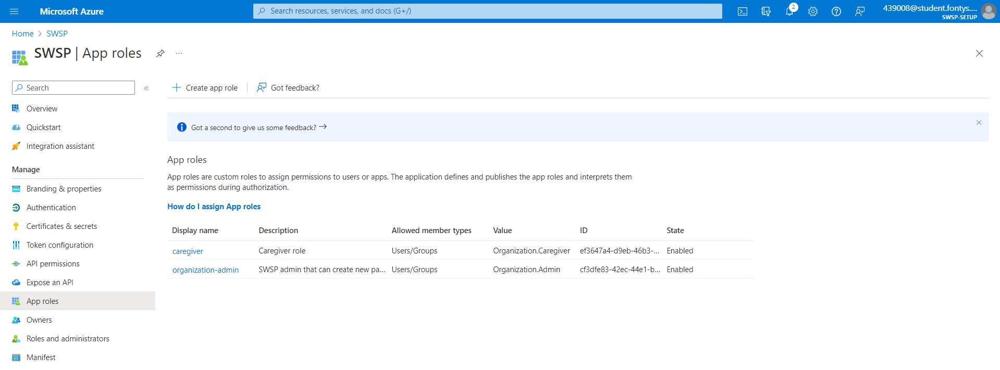 Microsoft Azure
Search resources, services, and docs (G+/)
2
439008@student.fontys....
SWSP-SETUP
Home > SWSP
SWSP | App roles
...
Search
«
Overview
Quickstart
Integration assistant
Manage
Branding & properties
Authentication
Certificates & secrets
Token configuration
API permissions
Expose an API
App roles
Owners
Roles and administrators
Manifest
Create app role
Got feedback?
Got a second to give us some feedback? →
App roles
App roles are custom roles to assign permissions to users or apps. The application defines and publishes the app roles and interprets them
as permissions during authorization.
How do I assign App roles
Display name Description Allowed member types Value ID State
caregiver Caregiver role Users/Groups Organization.Caregiver ef3647a4-d9eb-46b3-... Enabled
organization-admin SWSP admin that can create new pa... Users/Groups Organization.Admin cf3dfe83-42ec-44e1-b... Enabled